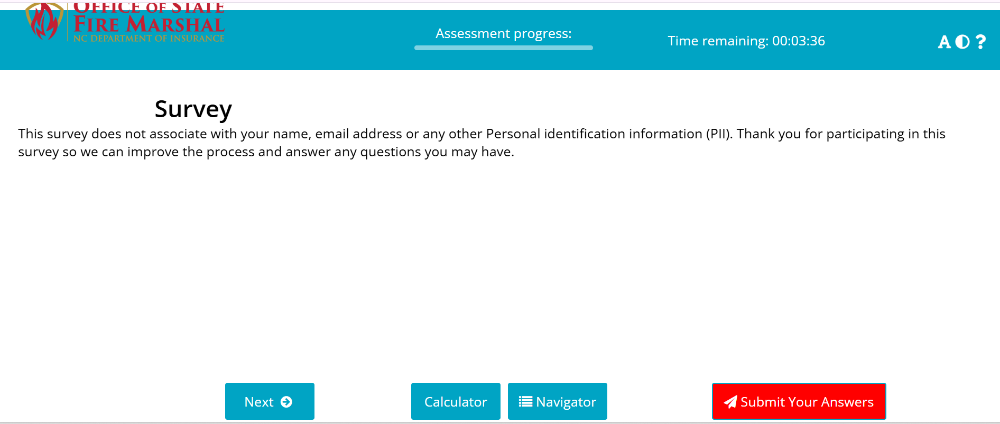 OFFICE OF STATE
FIRE MARSHAL
NC DEPARTMENT OF INSURANCE
Assessment progress:
Time remaining: 00:03:36
A ?
Survey
This survey does not associate with your name, email address or any other Personal identification information (PII). Thank you for participating in this
survey so we can improve the process and answer any questions you may have.
Next
Calculator
Navigator
Submit Your Answers